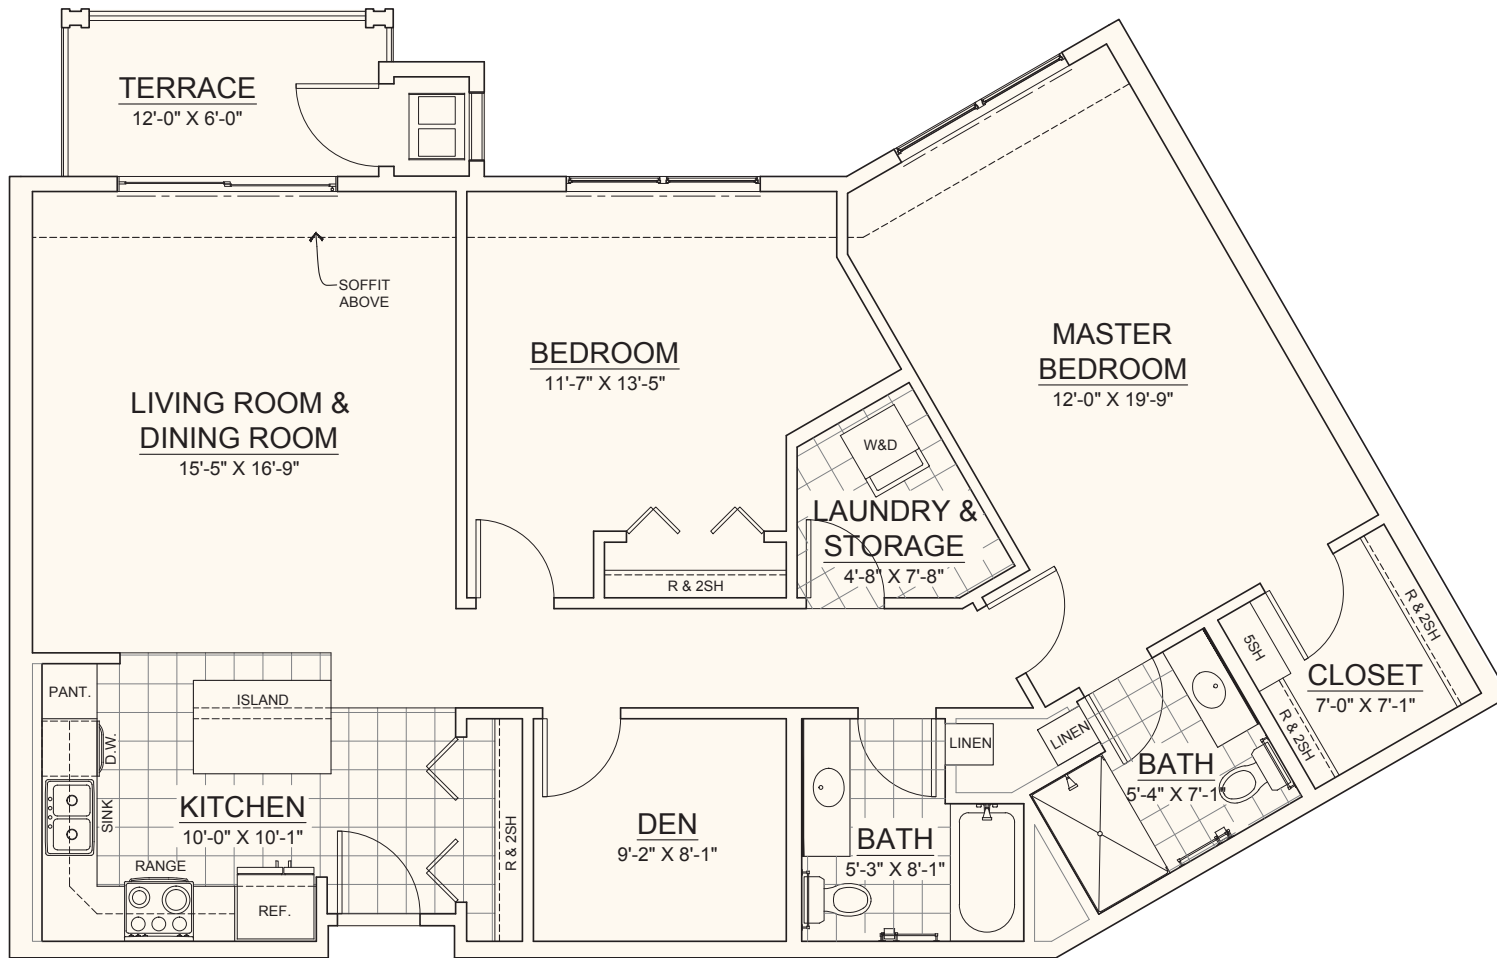 TERRACE
12'-0" X 6'-0"
SOFFIT
ABOVE
LIVING ROOM &
DINING ROOM
15'-5" X 16'-9"
BEDROOM
11'-7" X 13'-5"
R & 2SH
MASTER
BEDROOM
12'-0" X 19'-9"
W&D
LAUNDRY &
STORAGE
4'-8" X 7'-8"
R & 2SH
5SH
CLOSET
7'-0" X 7'-1"
R & 2SH
PANT.
D.W.
SINK
ISLAND
KITCHEN
10'-0" X 10'-1"
RANGE
REF.
R & 2SH
DEN
9'-2" X 8'-1"
LINEN
BATH
5'-3" X 8'-1"
LINEN
BATH
5'-4" X 7'-1"